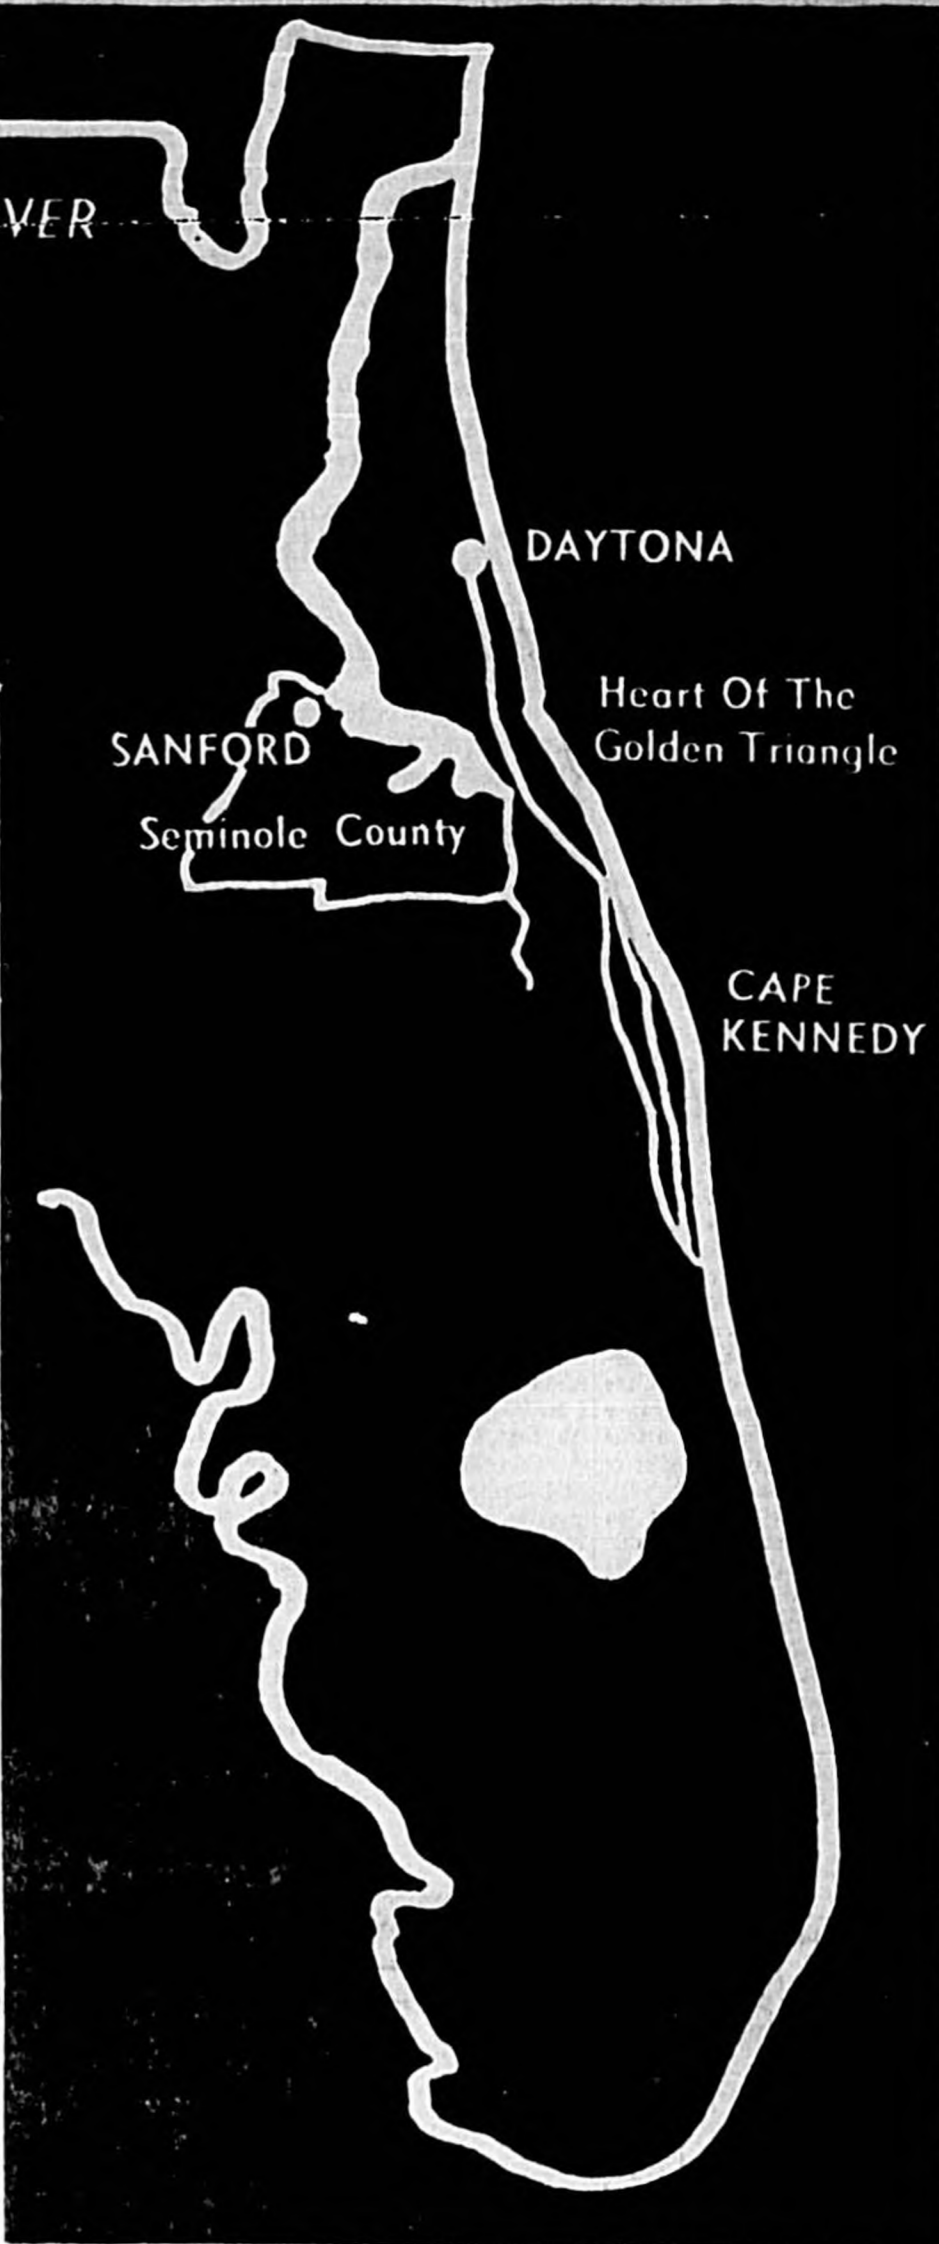 VER
DAYTONA
Heart Of The
Golden Triangle
SANFORD
Seminole County
CAPE
KENNEDY